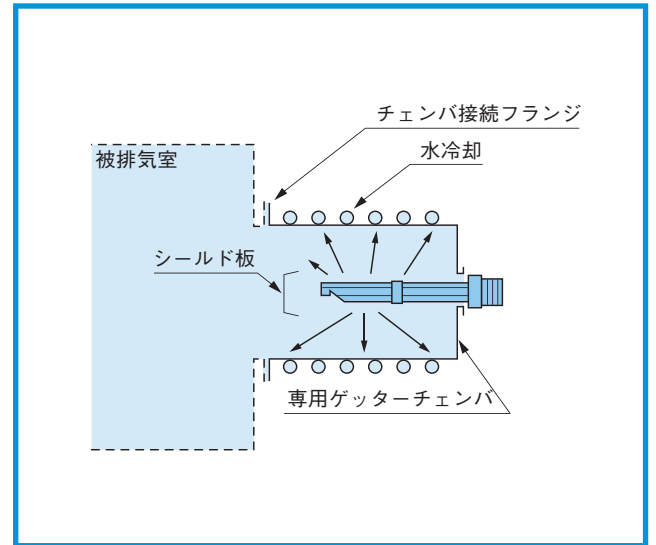 チェンバ接続フランジ
水冷却
被排気室
シールド板
専用ゲッターチェンバ